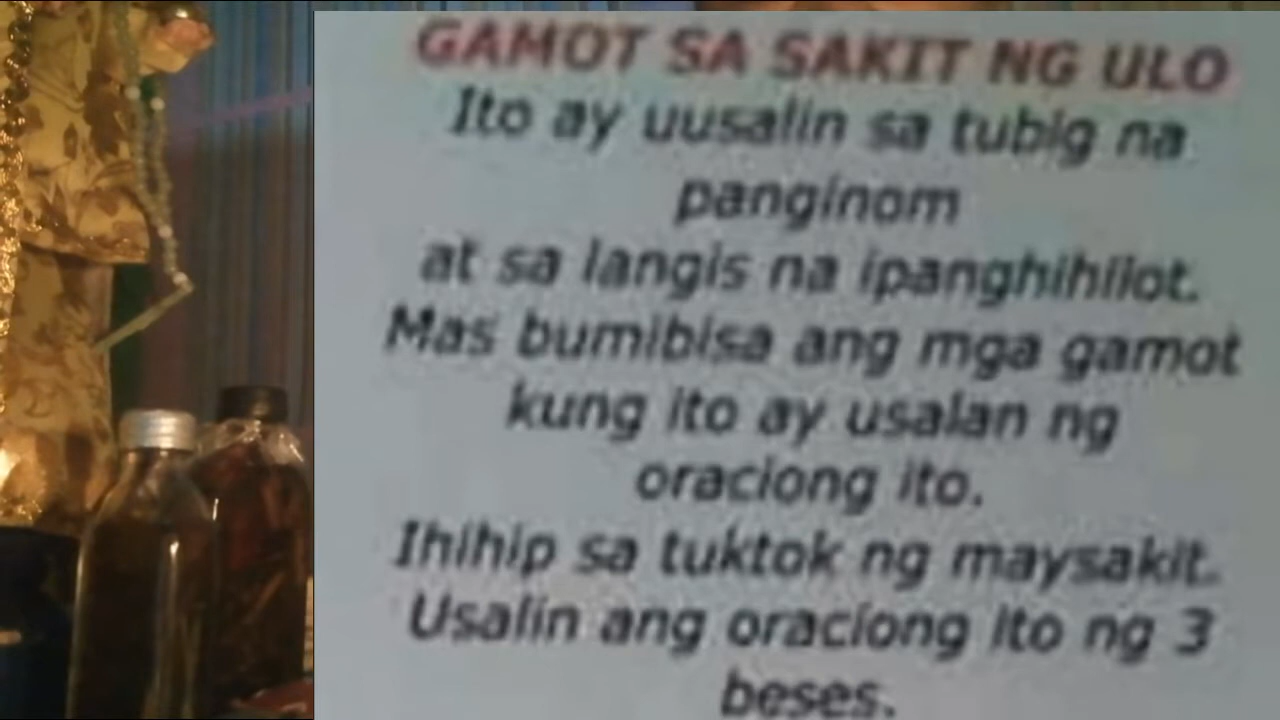 GAMOT SA SAKIT NG ULO
Ito ay uusalin sa tubig na
panginom
at sa langis na ipanghihilot.
Mas bumibisa ang mga gamot
kung ito ay usalan ng
oraciong ito.
Ihihip sa tuktok ng maysakit.
Usalin ang oraciong ito ng 3
beses.